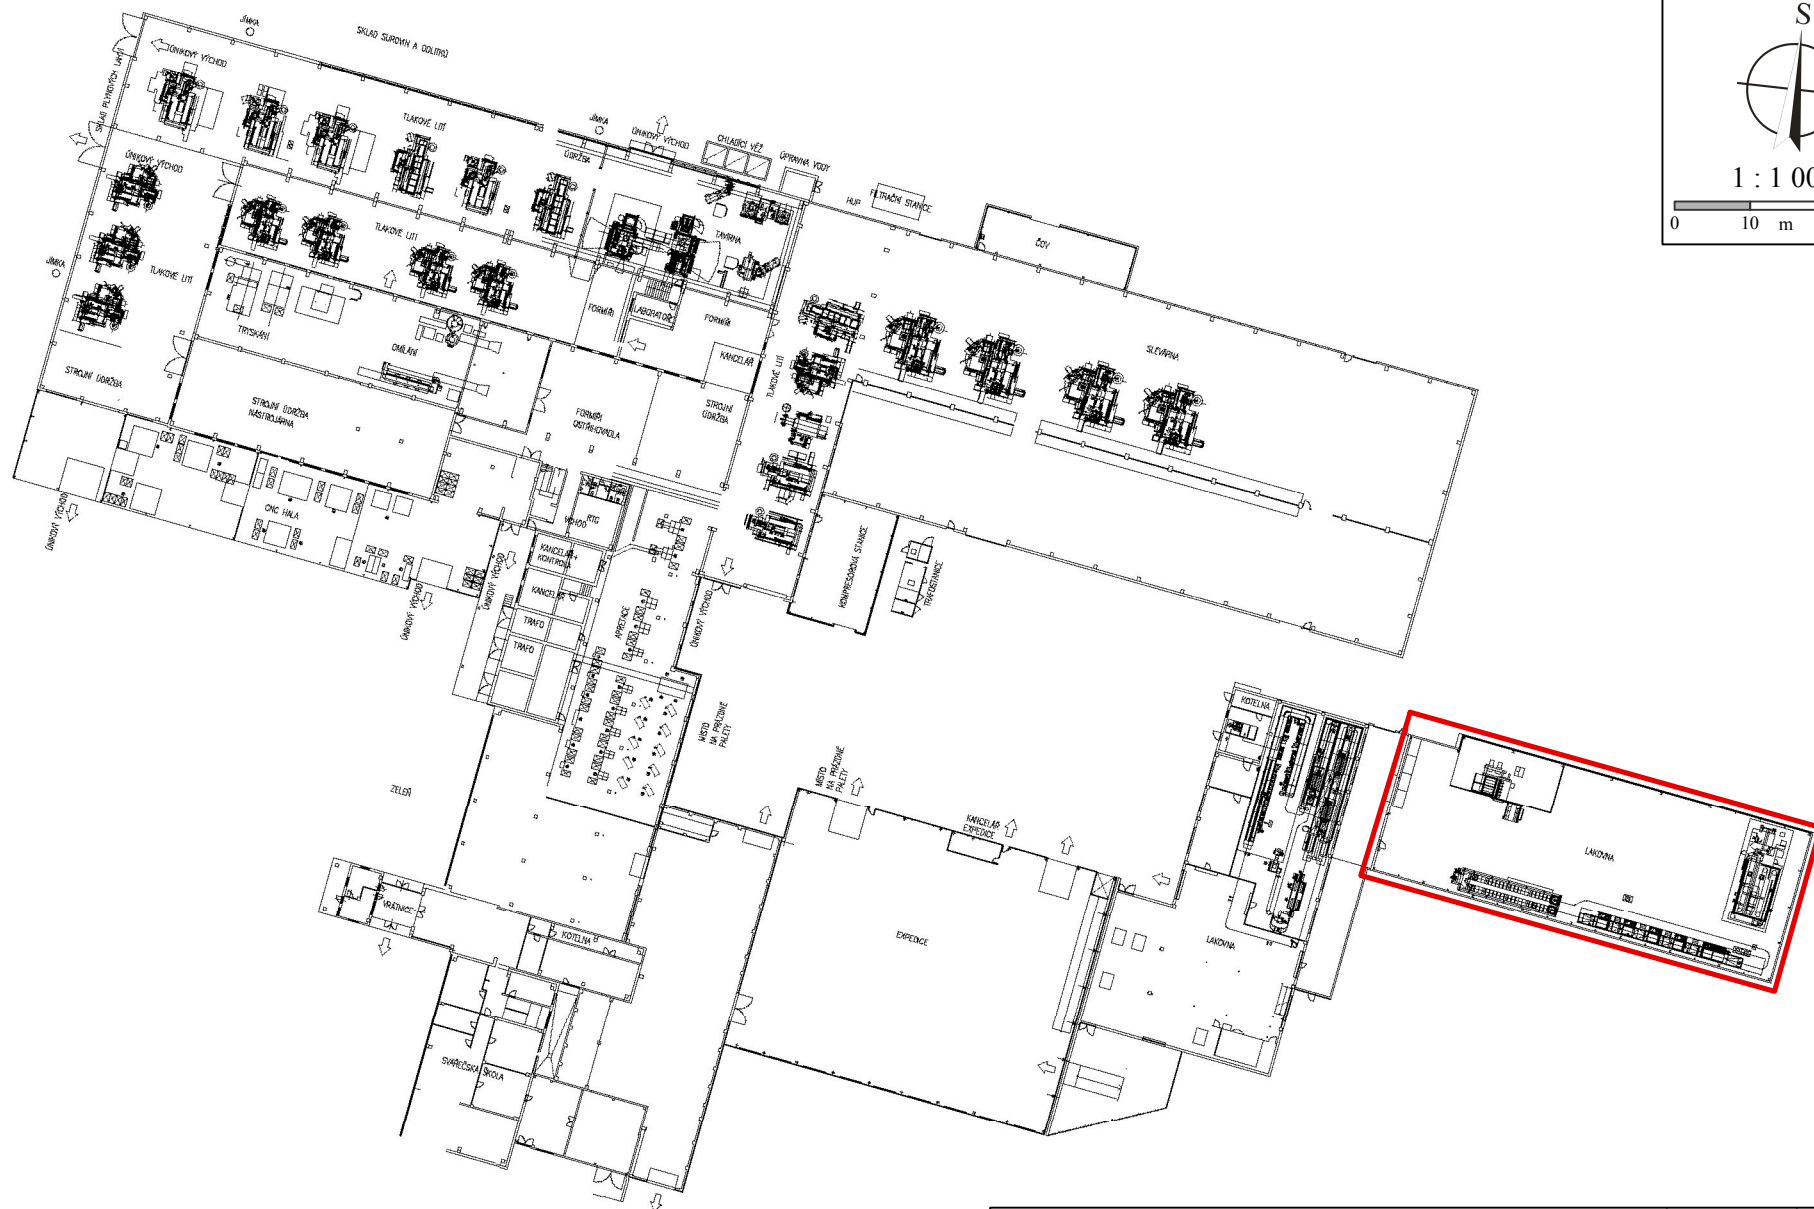 S
1 : 1 00
0 10 m
JÍMKA
SKLAD SUROVIN A ODLITKŮ
ÚNIKOVÝ VÝCHOD
SKLAD PLYNOVÝCH LAHVÍ
TLAKOVÉ LITÍ
JÍMKA
ÚNIKOVÝ VÝCHOD
CHLADÍCÍ VĚŽ
ÚPRAVNA VODY
ÚDRŽBA
ÚNIKOVÝ VÝCHOD
HUP
FILTRAČNÍ STANICE
ČOV
TLAKOVÉ LITÍ
TAVÍRNA
JÍMKA
TLAKOVÉ LITÍ
FORMÍŘI
LABORATOŘ
FORMÍŘI
TRYSKÁNÍ
OMÍLÁNÍ
KANCELÁŘ
TLAKOVÉ LITÍ
SLÉVÁRNA
STROJNÍ ÚDRŽBA
STROJNÍ ÚDRŽBA
NÁSTROJÁRNA
FORMÍŘI
OSTŘIHOVADLA
STROJNÍ
ÚDRŽBA
ÚNIKOVÝ VÝCHOD
CNC HALA
VCHOD
RTG
KANCELÁŘ+
KONTROLA
KANCELÁŘ
TRAFO
TRAFO
ÚNIKOVÝ VÝCHOD
ÚNIKOVÝ VÝCHOD
APRETACE
ÚNIKOVÝ VÝCHOD
KOMPRESOROVÁ STANICE
TRAFOSTANICE
MÍSTO
NA PRÁZDNÉ
PALETY
MÍSTO
NA PRÁZDNÉ
PALETY
KOTELNA
ZELEŇ
KANCELÁŘ
EXPEDICE
LAKOVNA
VRÁTNICE
KOTELNA
EXPEDICE
LAKOVNA
SVÁŘEČSKÁ ŠKOLA